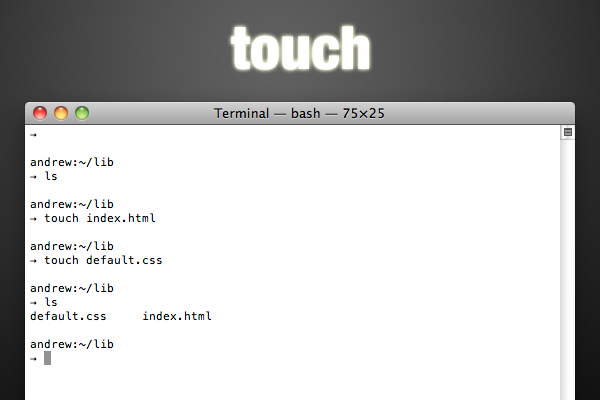 touch
Terminal — bash — 75×25
→
andrew:~/lib
→ ls
andrew:~/lib
→ touch index.html
andrew:~/lib
→ touch default.css
andrew:~/lib
→ ls
default.css     index.html
andrew:~/lib
→